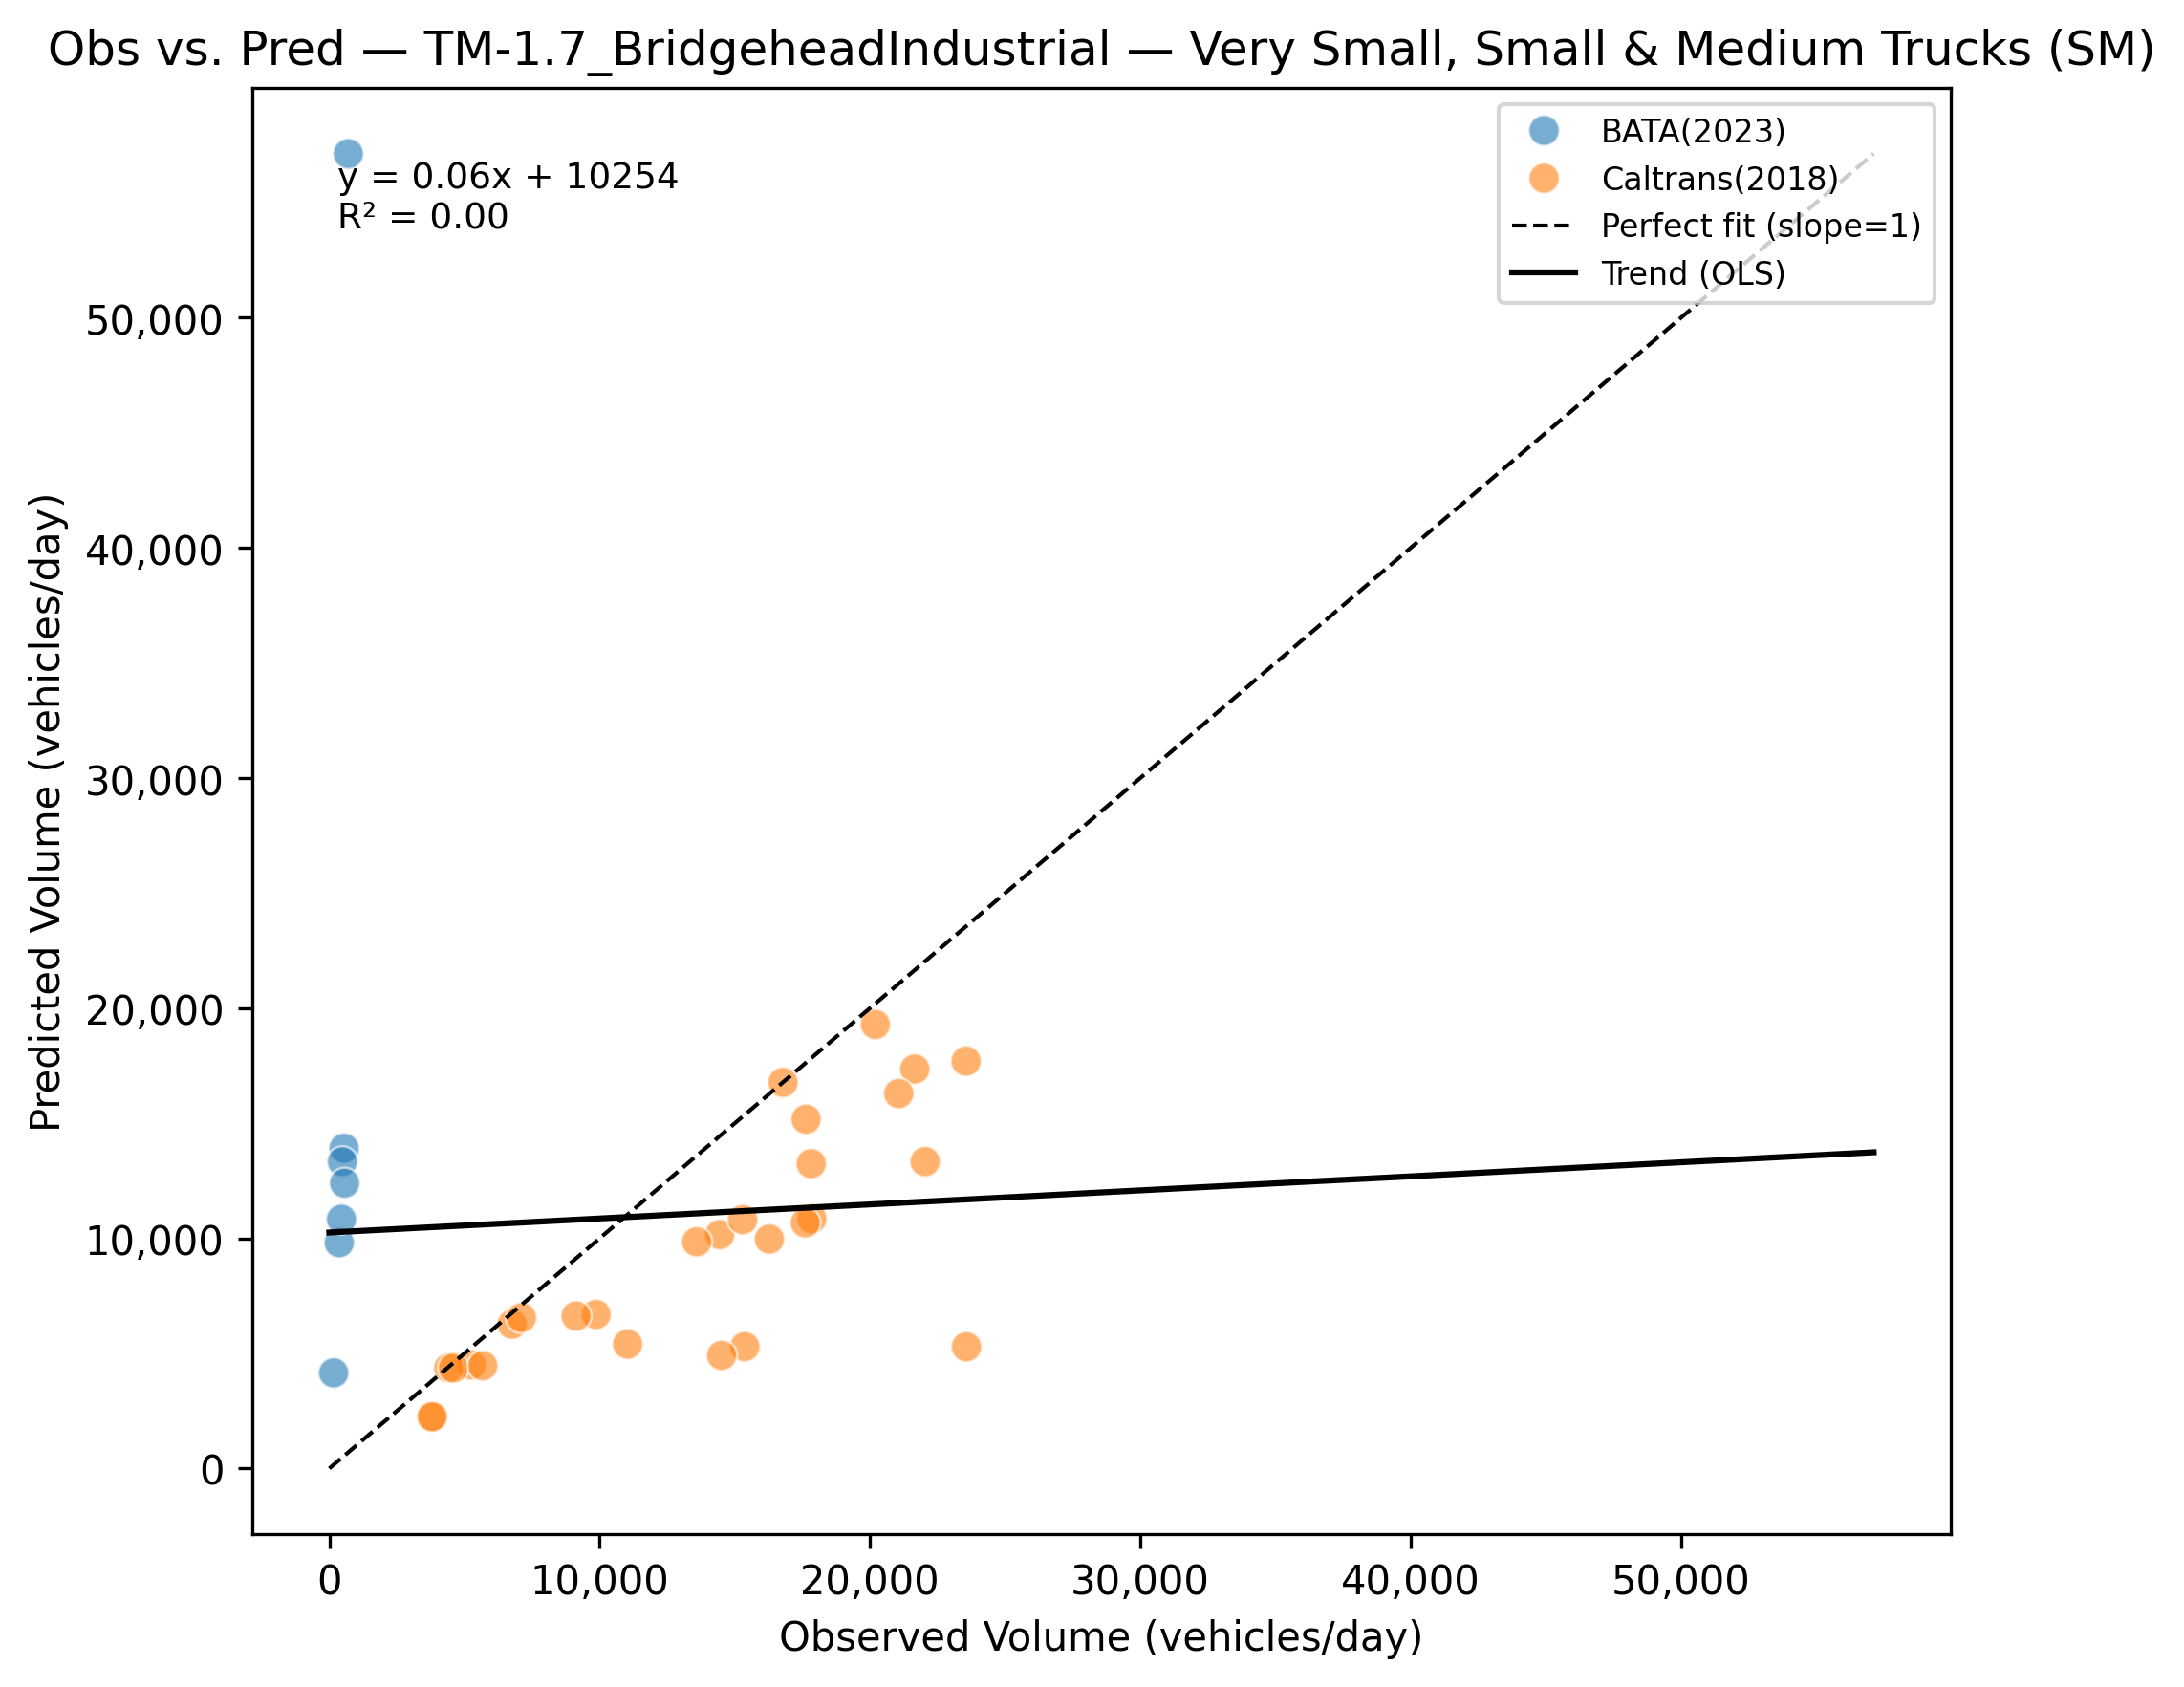 Obs vs. Pred — TM-1.7_BridgeheadIndustrial — Very Small, Small & Medium Trucks (SM)
BATA(2023)
Caltrans(2018)
Perfect fit (slope=1)
Trend (OLS)
y = 0.06x + 10254
R² = 0.00
Predicted Volume (vehicles/day)
50,000
40,000
30,000
20,000
10,000
0
0
10,000
20,000
30,000
40,000
50,000
Observed Volume (vehicles/day)